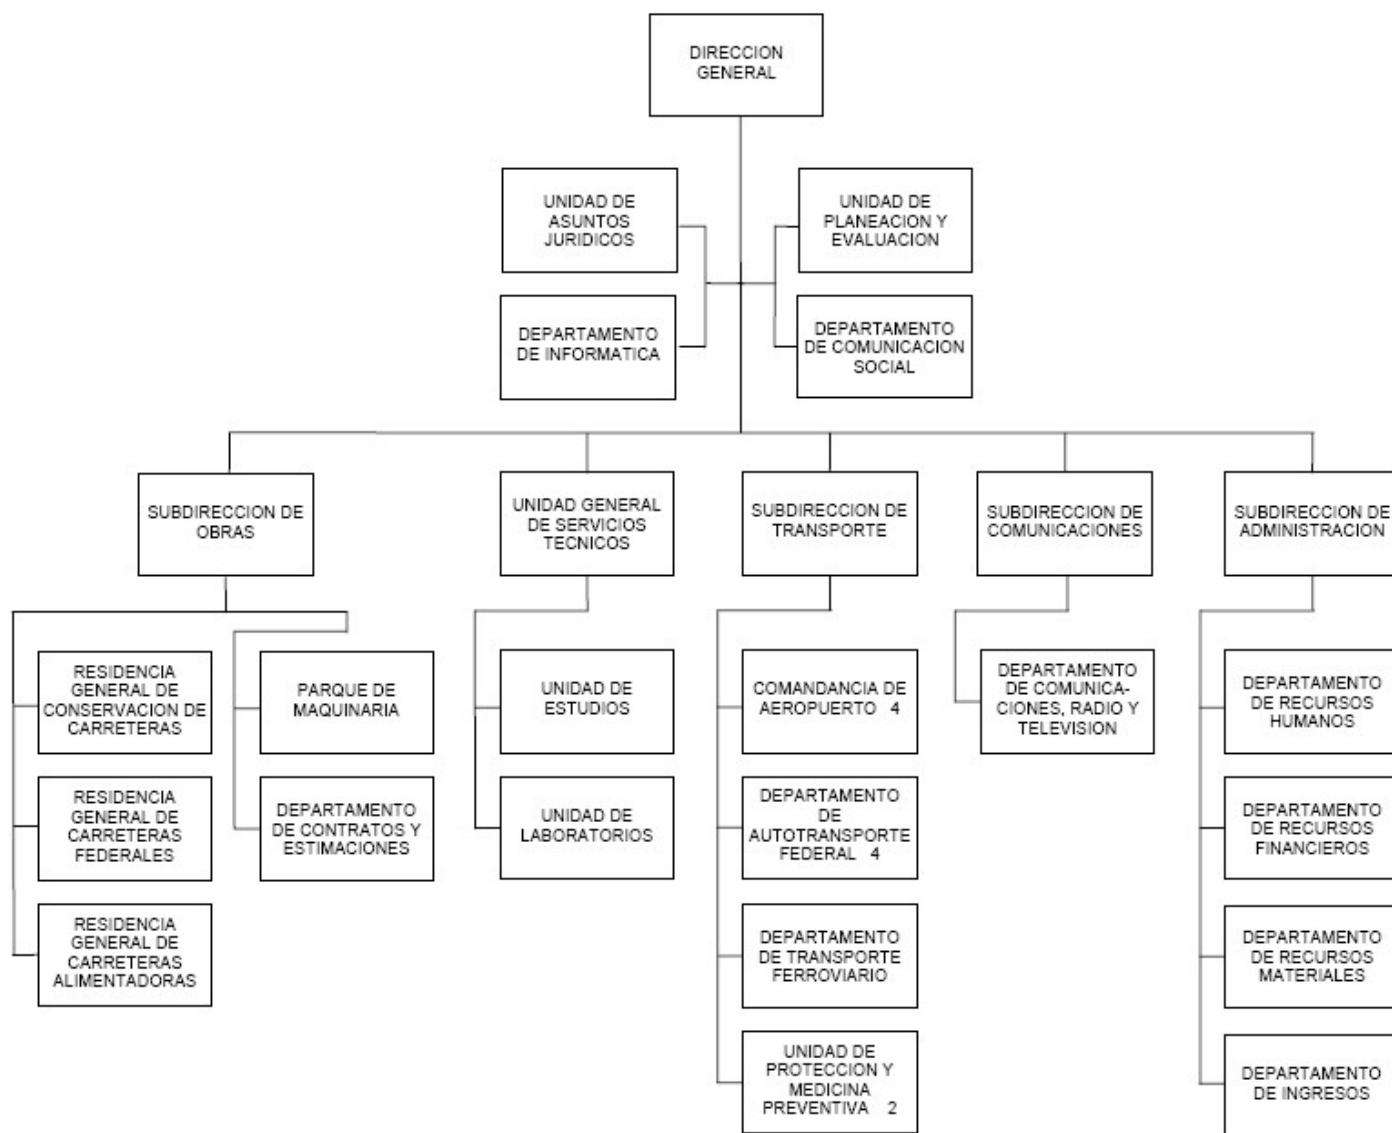 DIRECCION
GENERAL
UNIDAD DE
ASUNTOS
JURIDICOS
UNIDAD DE
PLANEACION Y
EVALUACION
DEPARTAMENTO
DE INFORMATICA
DEPARTAMENTO
DE COMUNICACION
SOCIAL
SUBDIRECCION DE
OBRAS
UNIDAD GENERAL
DE SERVICIOS
TECNICOS
SUBDIRECCION DE
TRANSPORTE
SUBDIRECCION DE
COMUNICACIONES
SUBDIRECCION DE
ADMINISTRACION
RESIDENCIA
GENERAL DE
CONSERVACION DE
CARRETERAS
PARQUE DE
MAQUINARIA
UNIDAD DE
ESTUDIOS
COMANDANCIA DE
AEROPUERTO 4
DEPARTAMENTO
DE COMUNICA-
CIONES, RADIO Y
TELEVISION
DEPARTAMENTO
DE RECURSOS
HUMANOS
RESIDENCIA
GENERAL DE
CARRETERAS
FEDERALES
DEPARTAMENTO
DE CONTRATOS Y
ESTIMACIONES
UNIDAD DE
LABORATORIOS
DEPARTAMENTO
DE
AUTOTRANSPORTE
FEDERAL 4
DEPARTAMENTO
DE RECURSOS
FINANCIEROS
RESIDENCIA
GENERAL DE
CARRETERAS
ALIMENTADORAS
DEPARTAMENTO
DE TRANSPORTE
FERROVIARIO
DEPARTAMENTO
DE RECURSOS
MATERIALES
UNIDAD DE
PROTECCION Y
MEDICINA
PREVENTIVA 2
DEPARTAMENTO
DE INGRESOS